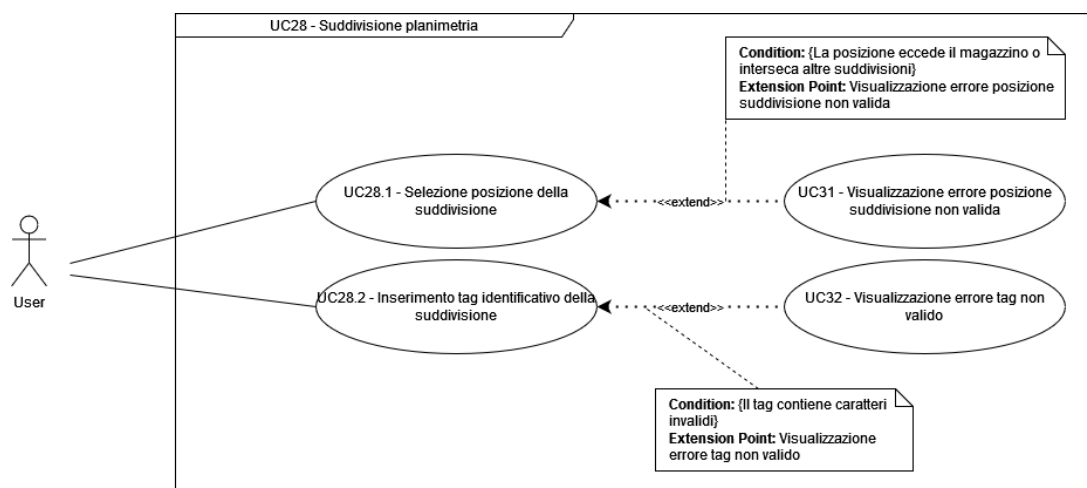 UC28 - Suddivisione planimetria
Condition: {La posizione eccede il magazzino o
interseca altre suddivisioni}
Extension Point: Visualizzazione errore posizione
suddivisione non valida
UC28.1 - Selezione posizione della
suddivisione
<<extend>>
UC31 - Visualizzazione errore posizione
suddivisione non valida
User
UC28.2 - Inserimento tag identificativo della
suddivisione
<<extend>>
UC32 - Visualizzazione errore tag non
valido
Condition: {Il tag contiene caratteri
invalidi}
Extension Point: Visualizzazione
errore tag non valido